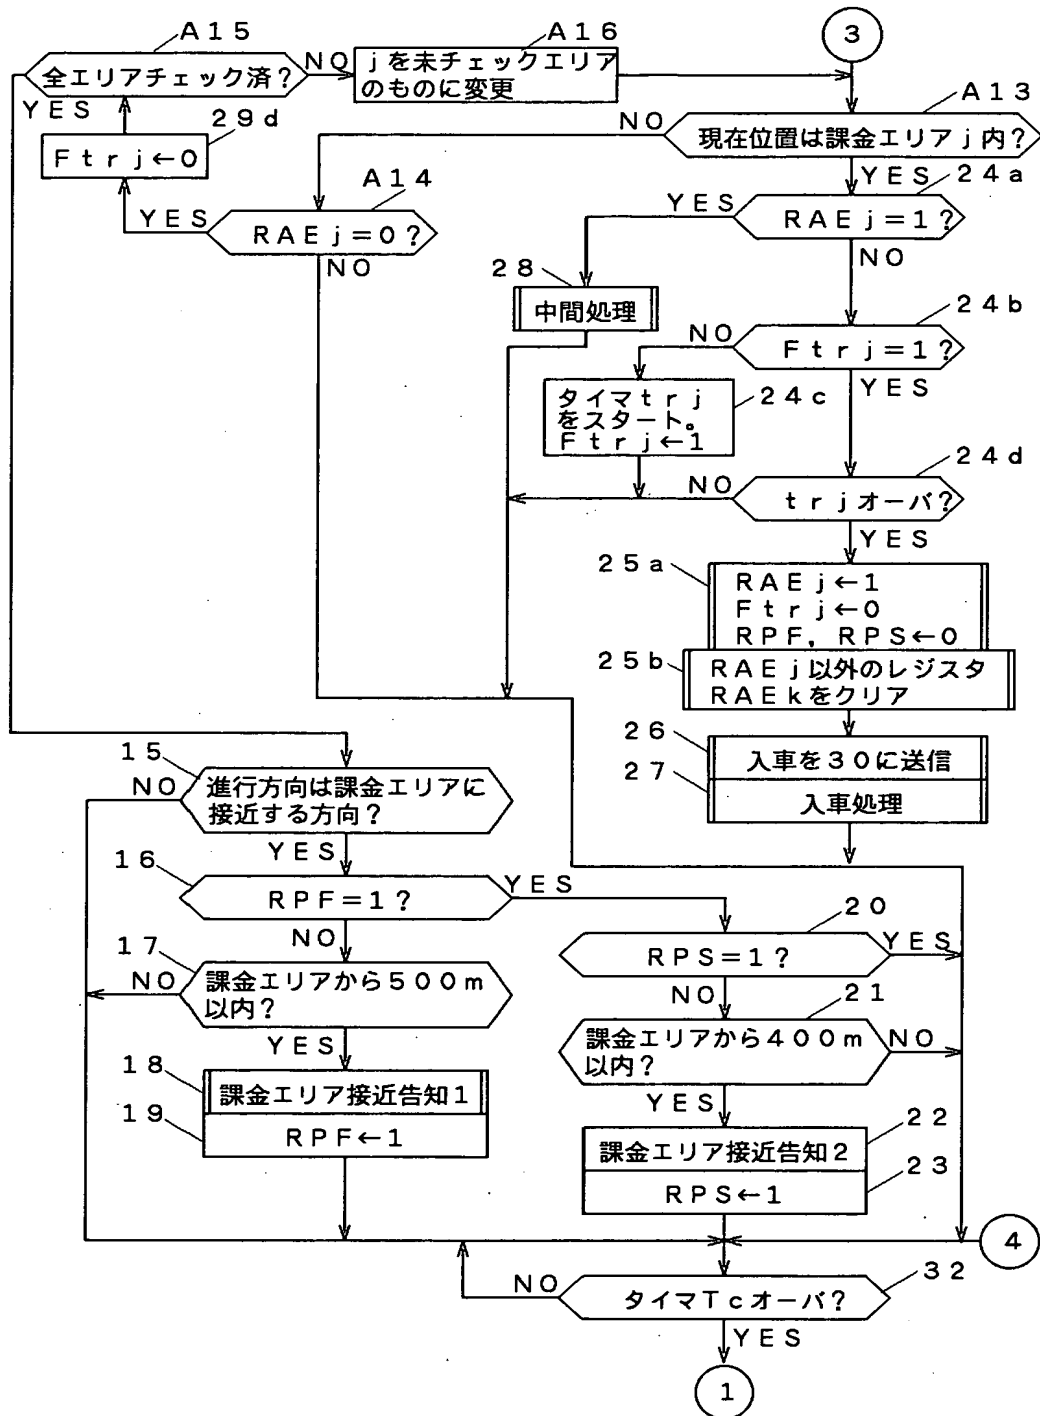 A15
A16
3
全エリアチェック済?
NO
jを未チェックエリア
のものに変更
A13
YES
29d
NO
現在位置は課金エリアj内?
Ftrj←0
A14
YES
24a
YES
RAEj=0?
YES
RAEj=1?
NO
28
NO
中間処理
24b
NO
Ftrj=1?
タイマtrj
をスタート。
Ftrj←1
24c
YES
24d
NO
trjオーバ?
YES
25a
RAEj←1
Ftrj←0
RPF,RPS←0
25b
RAEj以外のレジスタ
RAEkをクリア
26
入車を30に送信
15
27
入車処理
NO
進行方向は課金エリアに
接近する方向?
YES
16
RPF=1?
YES
20
NO
RPS=1?
YES
17
NO
課金エリアから500m
以内?
NO
21
課金エリアから400m
以内?
NO
YES
18
課金エリア接近告知1
YES
19
RPF←1
22
課金エリア接近告知2
23
RPS←1
4
NO
32
タイマTcオーバ?
YES
1